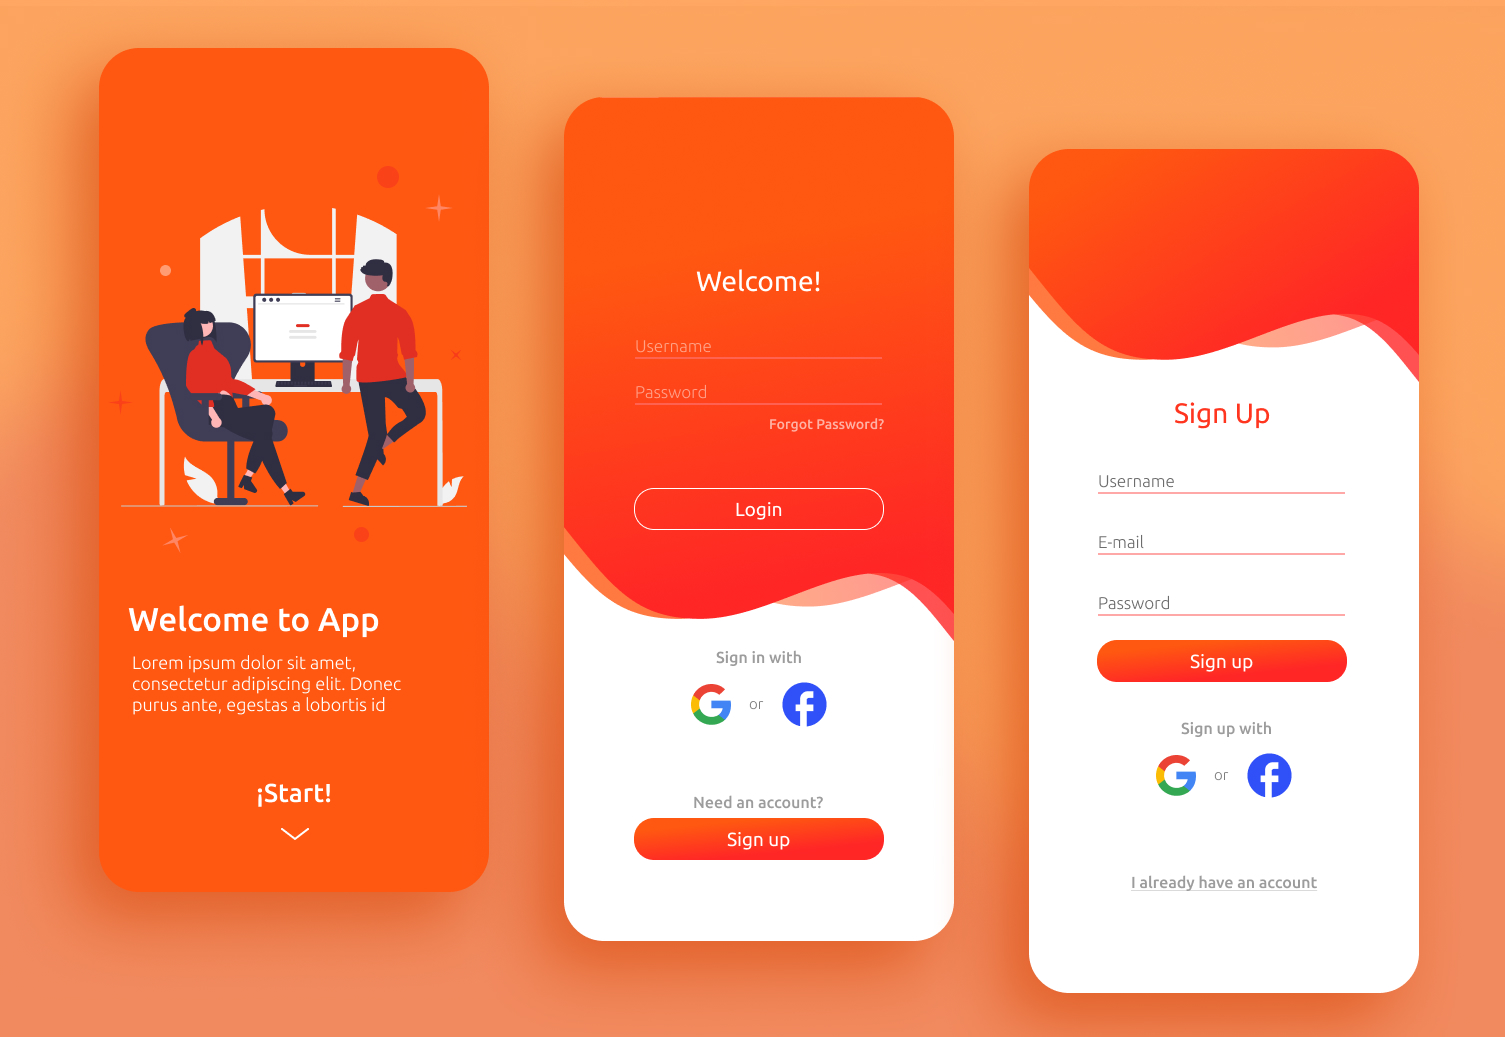 Welcome to App
Lorem ipsum dolor sit amet,
consectetur adipiscing elit. Donec
purus ante, egestas a lobortis id
¡Start!
Welcome!
Username
Password
Forgot Password?
Login
Sign in with
or
Need an account?
Sign up
Sign Up
Username
E-mail
Password
Sign up
Sign up with
or
I already have an account